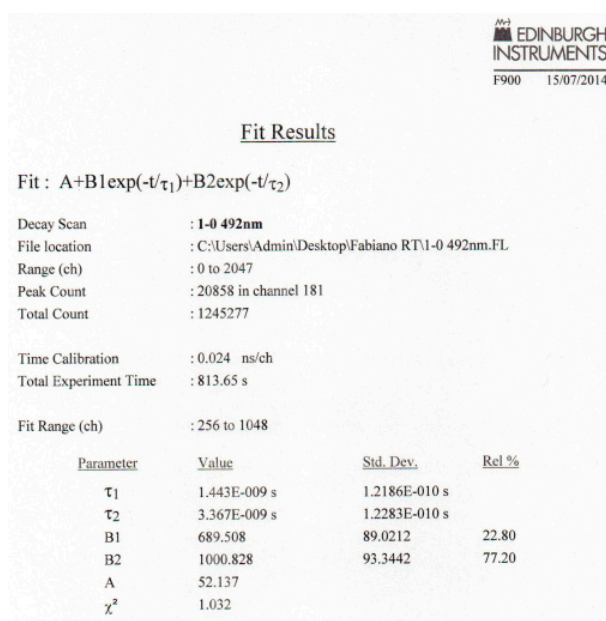 EDINBURGH
INSTRUMENTS
F900 15/07/2014
Fit Results
Fit : A+B1exp(-t/τ1)+B2exp(-t/τ2)
Decay Scan : 1-0 492nm
File location : C:\Users\Admin\Desktop\Fabiano RT\1-0 492nm.FL
Range (ch) : 0 to 2047
Peak Count : 20858 in channel 181
Total Count : 1245277
Time Calibration : 0.024 ns/ch
Total Experiment Time : 813.65 s
Fit Range (ch) : 256 to 1048
Parameter Value Std. Dev. Rel %
τ1 1.443E-009 s 1.2186E-010 s
τ2 3.367E-009 s 1.2283E-010 s
B1 689.508 89.0212 22.80
B2 1000.828 93.3442 77.20
A 52.137
χ² 1.032